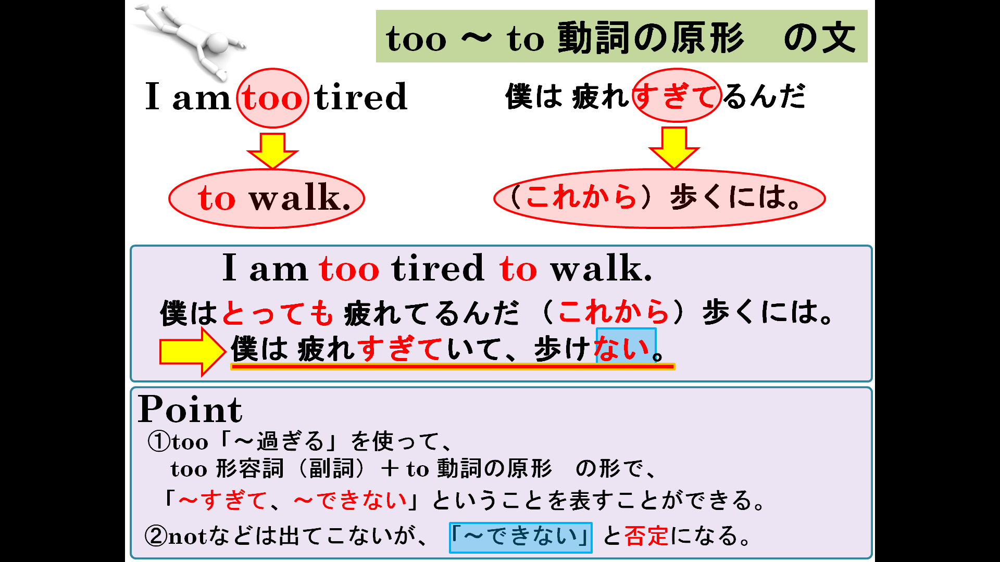 too ～ to 動詞の原形　の文
I am too tired
僕は 疲れすぎてるんだ
to walk.
（これから）歩くには。
I am too tired to walk.
僕はとっても 疲れてるんだ（これから）歩くには。
僕は 疲れすぎていて、歩けない。
Point
①too「～過ぎる」を使って、
too 形容詞（副詞）＋ to 動詞の原形　の形で、
「～すぎて、～できない」ということを表すことができる。
②notなどは出てこないが、「～できない」と否定になる。